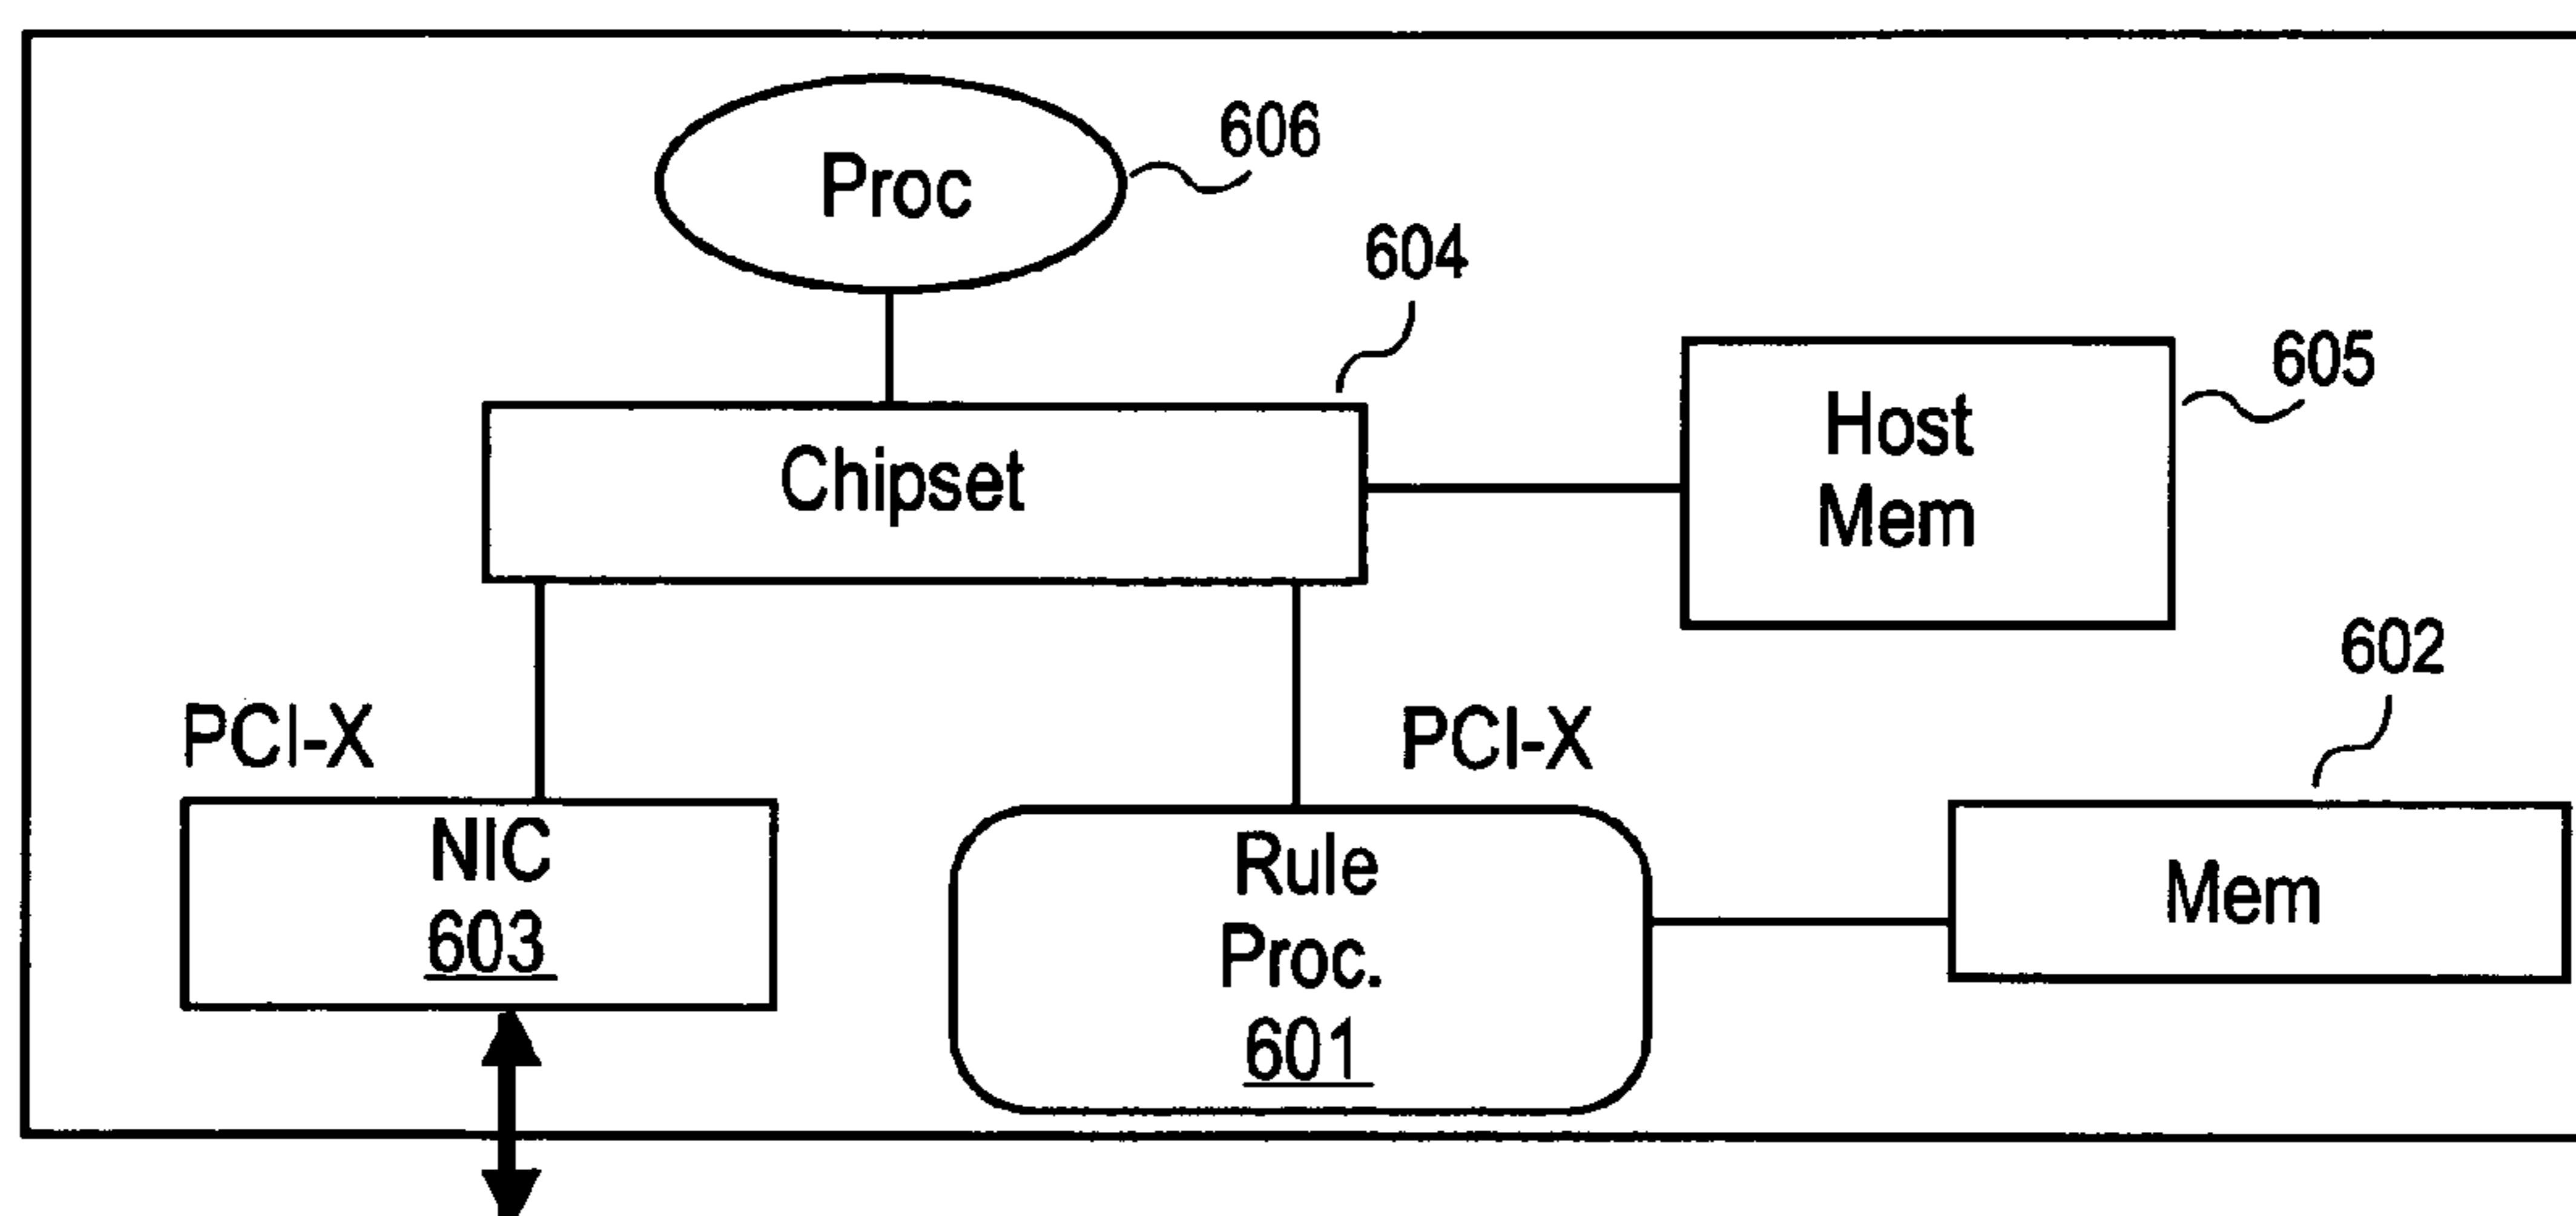 606
Proc
604
605
Chipset
Host
Mem
602
PCI-X
PCI-X
NIC
603
Rule
Proc.
601
Mem